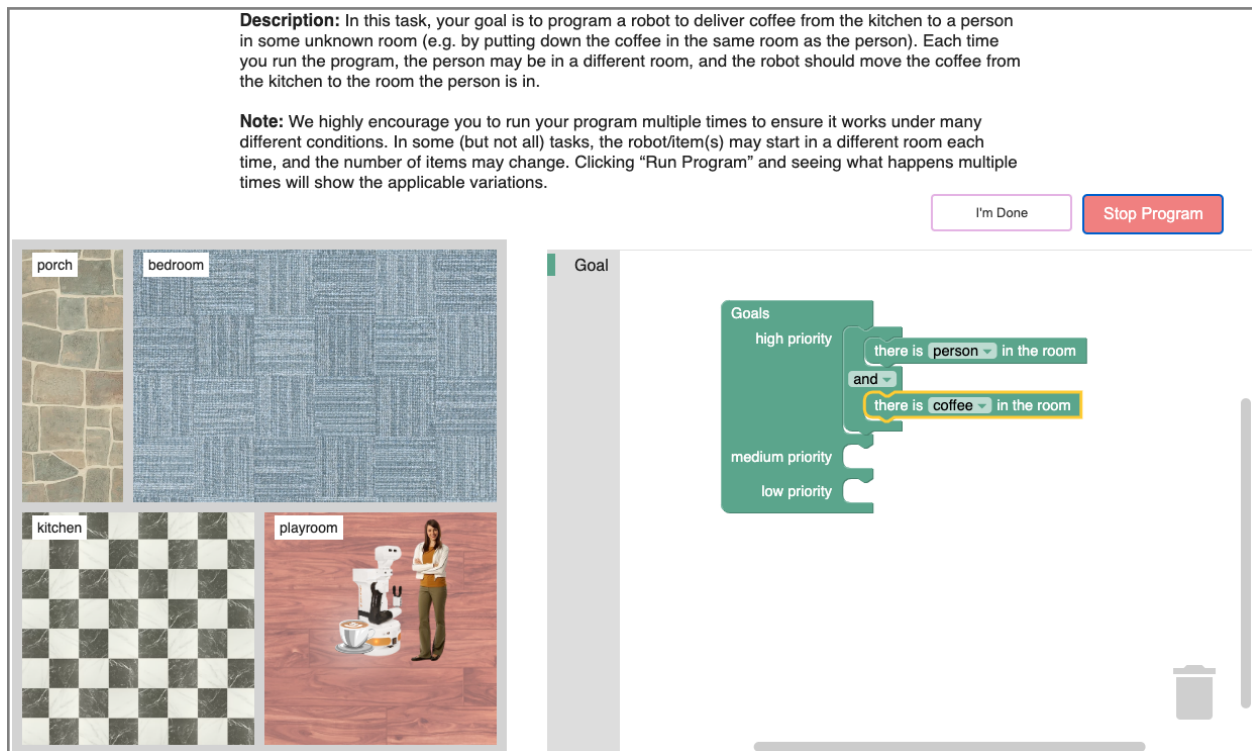 Description: In this task, your goal is to program a robot to deliver coffee from the kitchen to a person
in some unknown room (e.g. by putting down the coffee in the same room as the person). Each time
you run the program, the person may be in a different room, and the robot should move the coffee from
the kitchen to the room the person is in.
Note: We highly encourage you to run your program multiple times to ensure it works under many
different conditions. In some (but not all) tasks, the robot/item(s) may start in a different room each
time, and the number of items may change. Clicking “Run Program” and seeing what happens multiple
times will show the applicable variations.
I'm Done
Stop Program
porch
bedroom
kitchen
playroom
Goal
Goals
high priority
there is person in the room
and
there is coffee in the room
medium priority
low priority